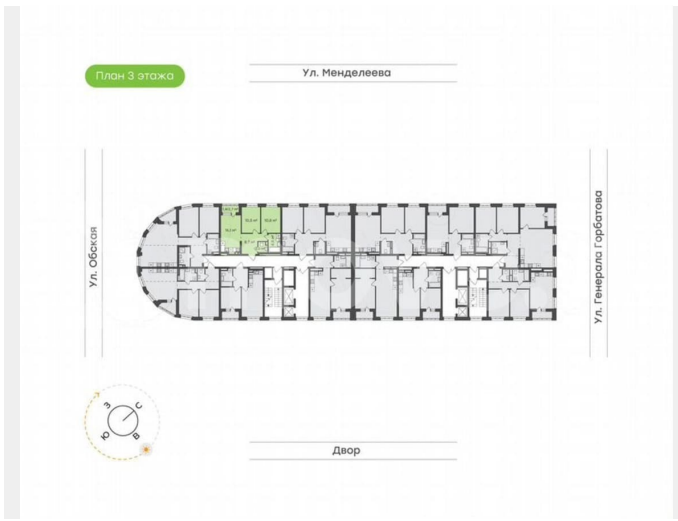 План 3 этажа
Ул. Менделеева
Ул. Обская
Ул. Генерала Горбатова
З
С
Ю
В
Двор